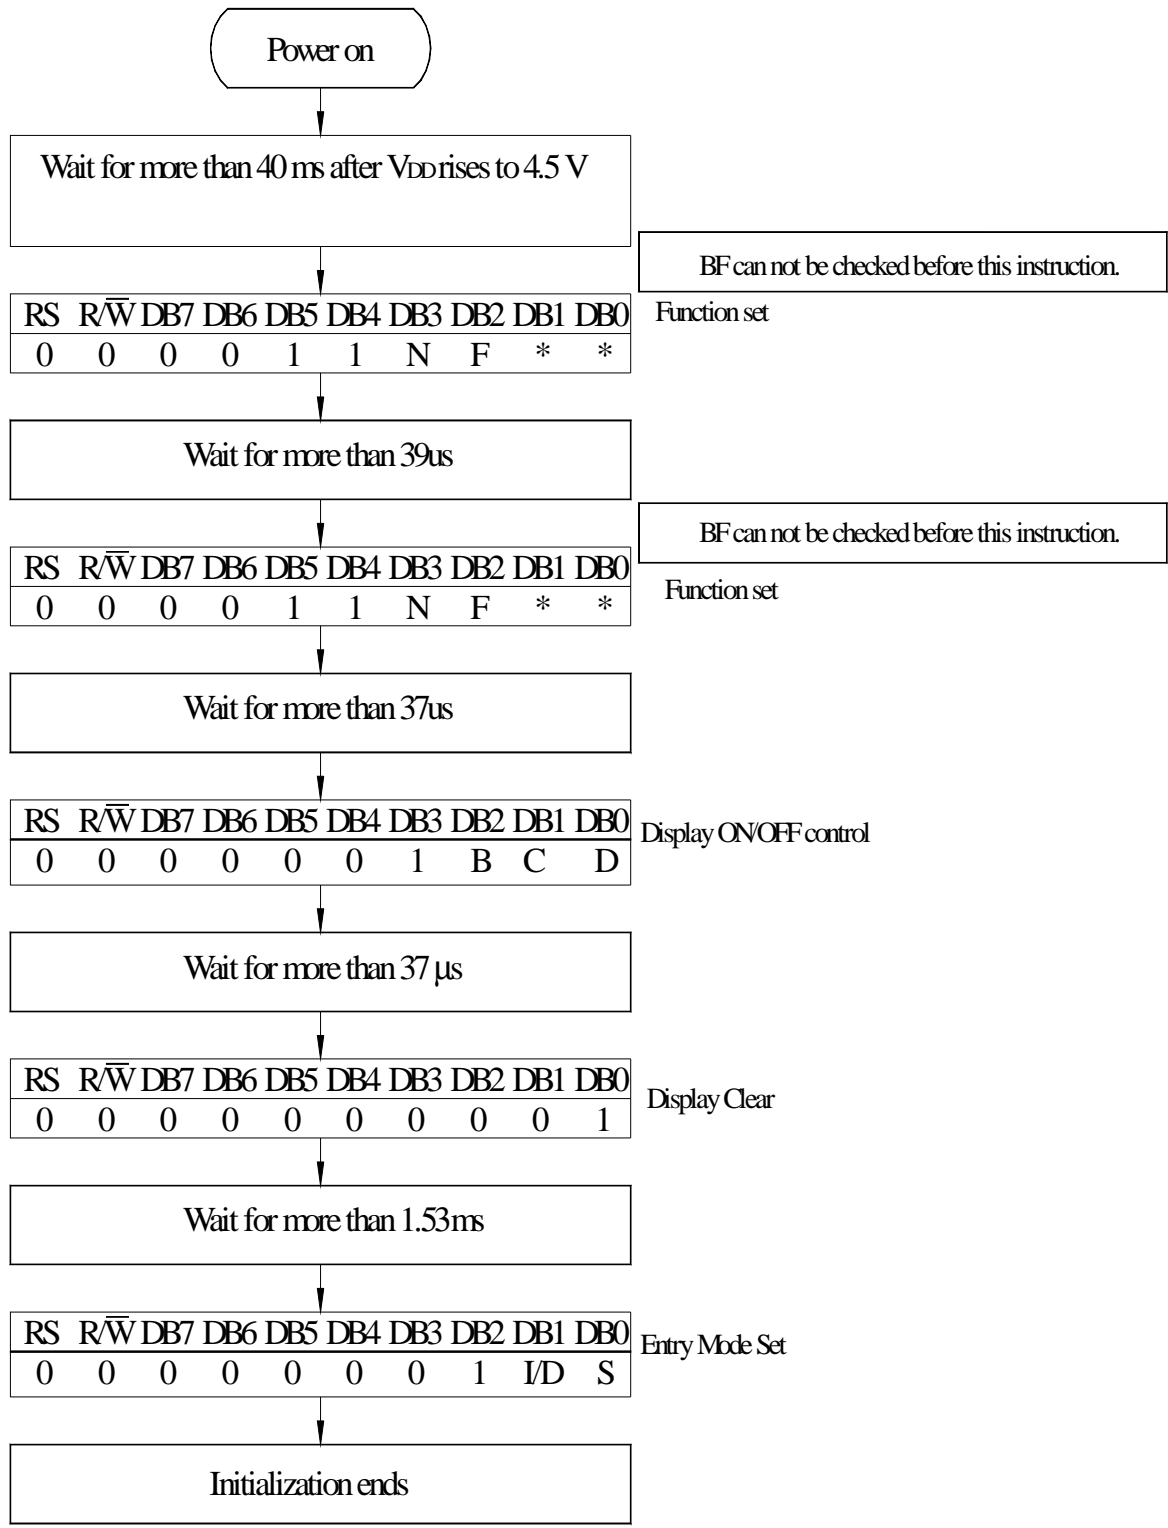 Power on
Wait for more than 40 ms after VDD rises to 4.5 V
BF can not be checked before this instruction.
RS R/W̅ DB7 DB6 DB5 DB4 DB3 DB2 DB1 DB0
Function set
0 0 0 0 1 1 N F * *
Wait for more than 39us
BF can not be checked before this instruction.
RS R/W̅ DB7 DB6 DB5 DB4 DB3 DB2 DB1 DB0
Function set
0 0 0 0 1 1 N F * *
Wait for more than 37us
RS R/W̅ DB7 DB6 DB5 DB4 DB3 DB2 DB1 DB0
Display ON/OFF control
0 0 0 0 0 0 1 B C D
Wait for more than 37 µs
RS R/W̅ DB7 DB6 DB5 DB4 DB3 DB2 DB1 DB0
Display Clear
0 0 0 0 0 0 0 0 0 1
Wait for more than 1.53ms
RS R/W̅ DB7 DB6 DB5 DB4 DB3 DB2 DB1 DB0
Entry Mode Set
0 0 0 0 0 0 0 1 I/D S
Initialization ends